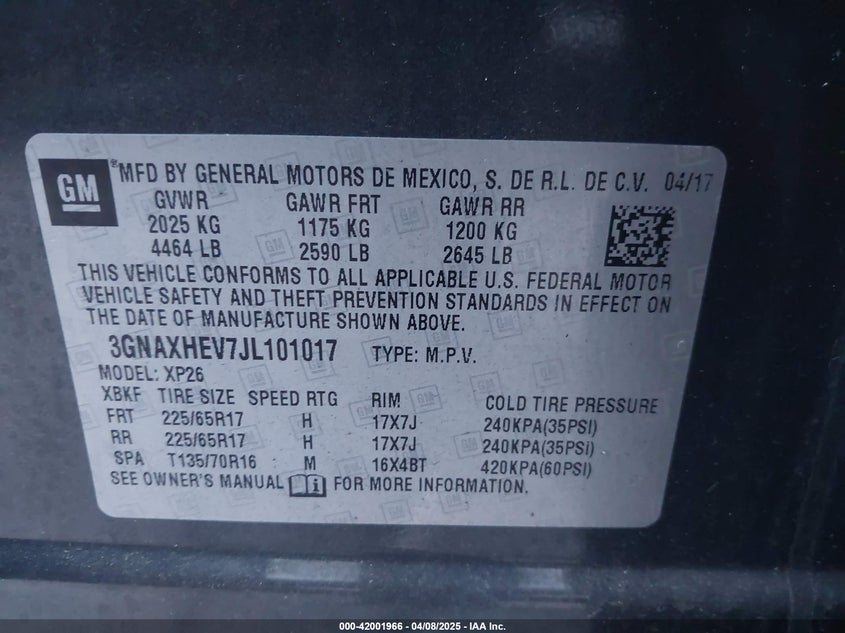 GM
®MFD BY GENERAL MOTORS DE MEXICO, S. DE R.L. DE C.V. 04/17
GVWR GAWR FRT GAWR RR
2025 KG 1175 KG 1200 KG
4464 LB 2590 LB 2645 LB
THIS VEHICLE CONFORMS TO ALL APPLICABLE U.S. FEDERAL MOTOR
VEHICLE SAFETY AND THEFT PREVENTION STANDARDS IN EFFECT ON
THE DATE OF MANUFACTURE SHOWN ABOVE.
3GNAXHEV7JL101017 TYPE: M.P.V.
MODEL: XP26
XBKF TIRE SIZE SPEED RTG RIM COLD TIRE PRESSURE
FRT 225/65R17 H 17X7J 240KPA(35PSI)
RR 225/65R17 H 17X7J 240KPA(35PSI)
SPA T135/70R16 M 16X4BT 420KPA(60PSI)
SEE OWNER'S MANUAL i FOR MORE INFORMATION.
000-42001966 - 04/08/2025 - IAA Inc.